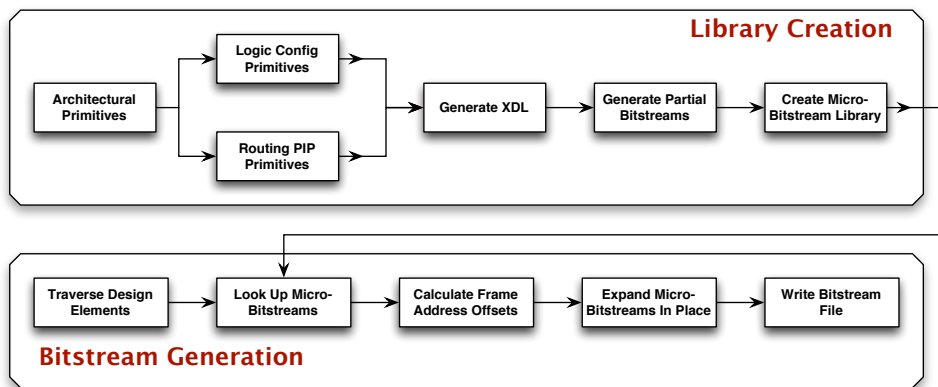 Library Creation
Architectural
Primitives
Logic Config
Primitives
Routing PIP
Primitives
Generate XDL
Generate Partial
Bitstreams
Create Micro-
Bitstream Library
Traverse Design
Elements
Look Up Micro-
Bitstreams
Calculate Frame
Address Offsets
Expand Micro-
Bitstreams In Place
Write Bitstream
File
Bitstream Generation